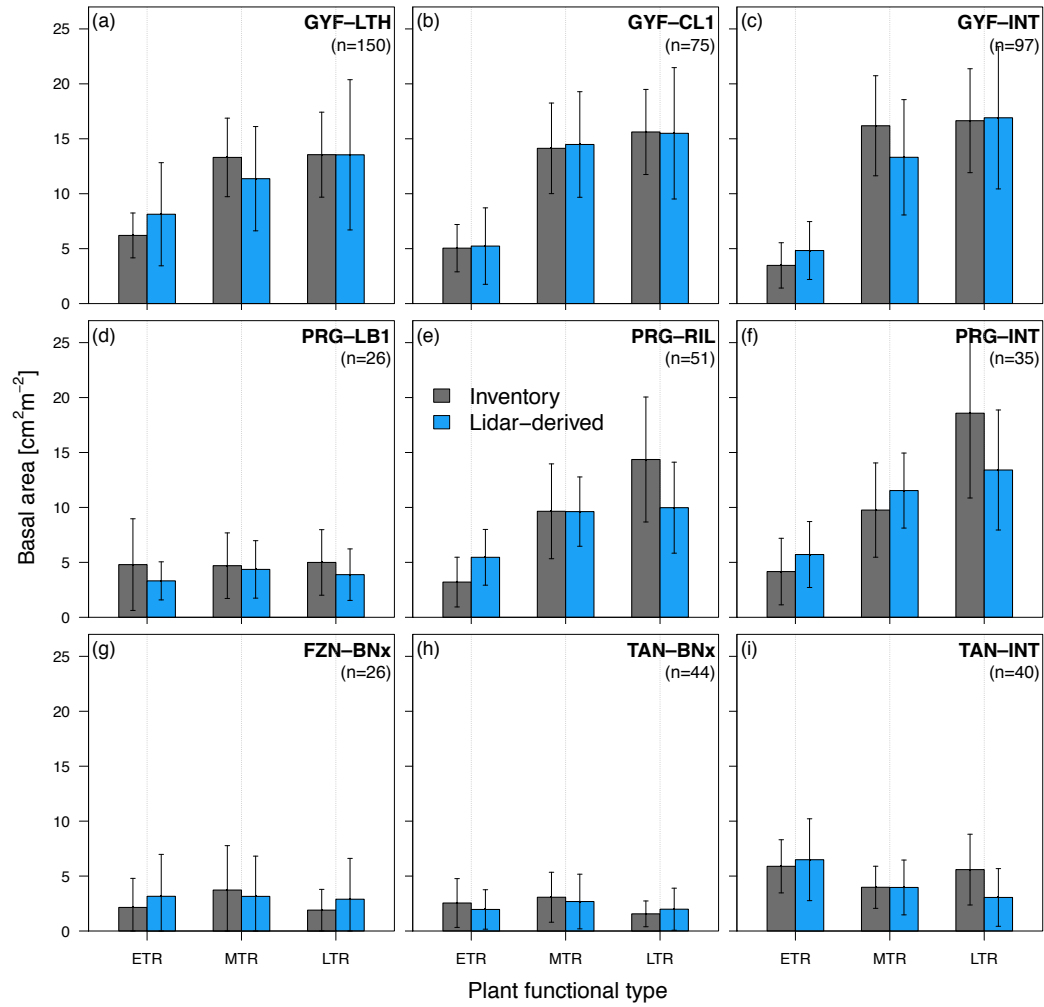 (a) GYF–LTH
(n=150)
(b) GYF–CL1
(n=75)
(c) GYF–INT
(n=97)
25
20
15
10
5
0
(d) PRG–LB1
(n=26)
(e) PRG–RIL
(n=51)
(f) PRG–INT
(n=35)
Inventory
Lidar–derived
25
20
15
10
5
0
Basal area [cm²m⁻²]
(g) FZN–BNx
(n=26)
(h) TAN–BNx
(n=44)
(i) TAN–INT
(n=40)
25
20
15
10
5
0
ETR MTR LTR ETR MTR LTR ETR MTR LTR
Plant functional type